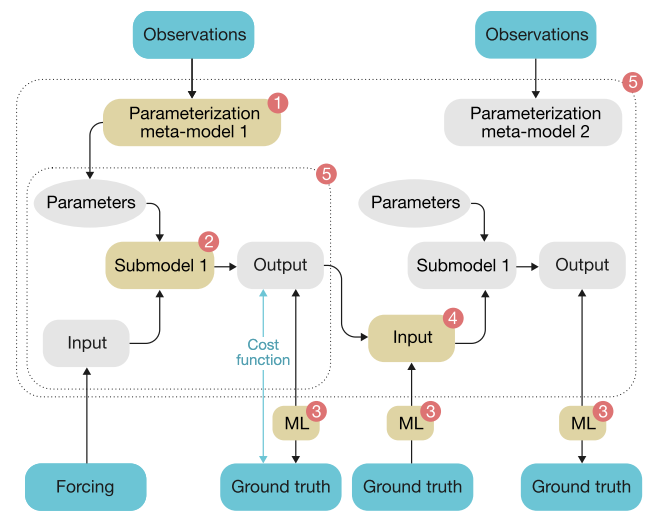 Observations
Observations
5
1
Parameterization
meta-model 1
Parameterization
meta-model 2
5
Parameters
Parameters
2
Submodel 1
Output
Submodel 1
Output
4
Input
Cost
function
Input
3
ML
3
ML
3
ML
Forcing
Ground truth
Ground truth
Ground truth